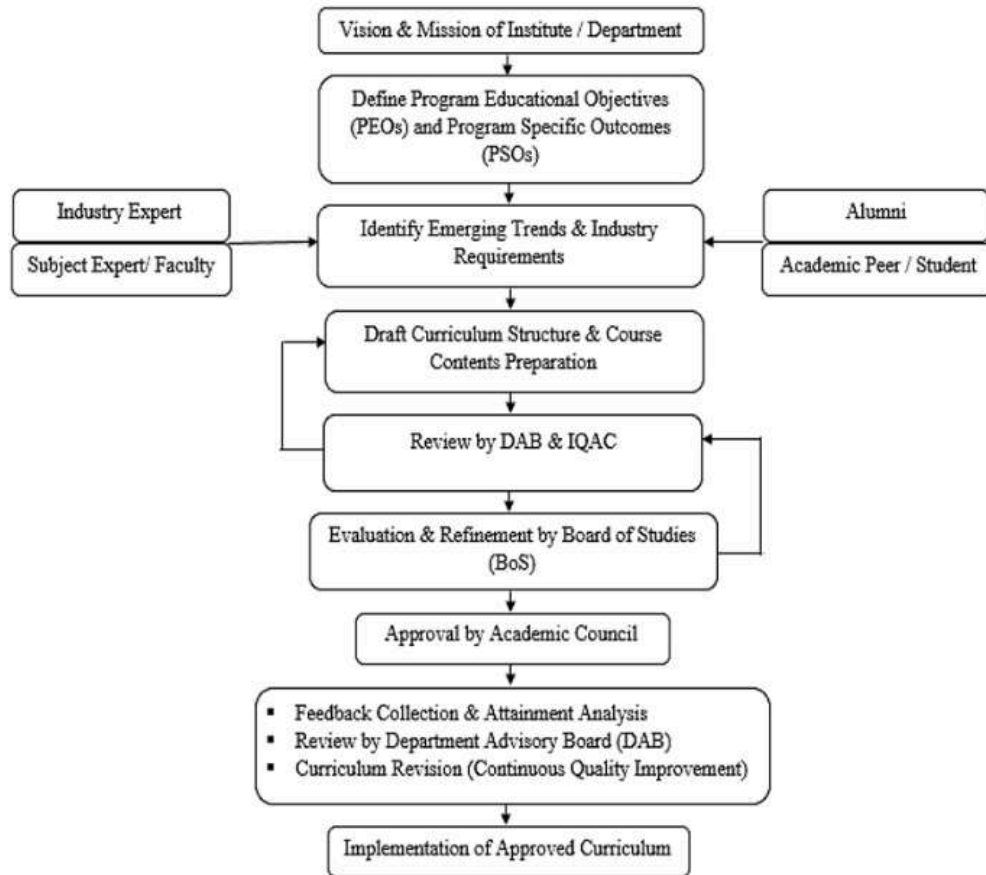 Vision & Mission of Institute / Department
Define Program Educational Objectives
(PEOs) and Program Specific Outcomes
(PSOs)
Industry Expert
Subject Expert/ Faculty
Identify Emerging Trends & Industry
Requirements
Alumni
Academic Peer / Student
Draft Curriculum Structure & Course
Contents Preparation
Review by DAB & IQAC
Evaluation & Refinement by Board of Studies
(BoS)
Approval by Academic Council
▪ Feedback Collection & Attainment Analysis
▪ Review by Department Advisory Board (DAB)
▪ Curriculum Revision (Continuous Quality Improvement)
Implementation of Approved Curriculum